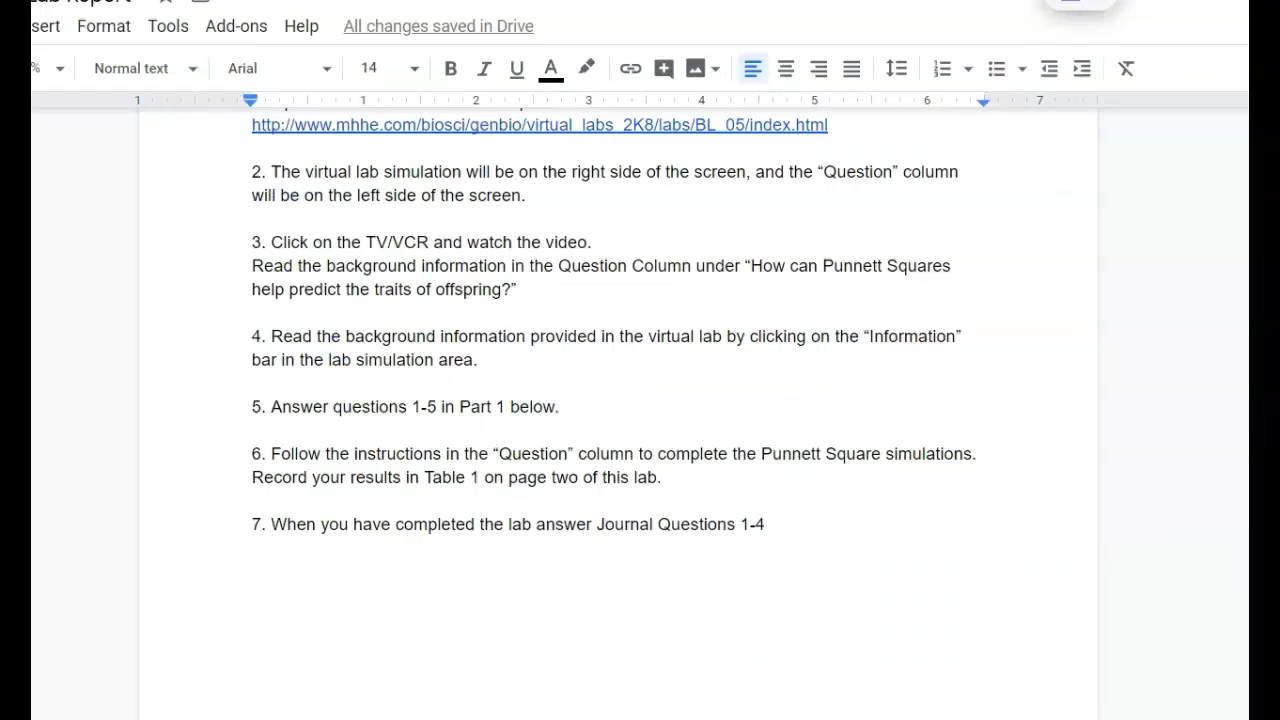 Lab Report
sert Format Tools Add-ons Help All changes saved in Drive
% Normal text Arial 14 B I U A
1 1 2 3 4 5 6 7
http://www.mhhe.com/biosci/genbio/virtual_labs_2K8/labs/BL_05/index.html
2. The virtual lab simulation will be on the right side of the screen, and the “Question” column
will be on the left side of the screen.
3. Click on the TV/VCR and watch the video.
Read the background information in the Question Column under “How can Punnett Squares
help predict the traits of offspring?”
4. Read the background information provided in the virtual lab by clicking on the “Information”
bar in the lab simulation area.
5. Answer questions 1-5 in Part 1 below.
6. Follow the instructions in the “Question” column to complete the Punnett Square simulations.
Record your results in Table 1 on page two of this lab.
7. When you have completed the lab answer Journal Questions 1-4